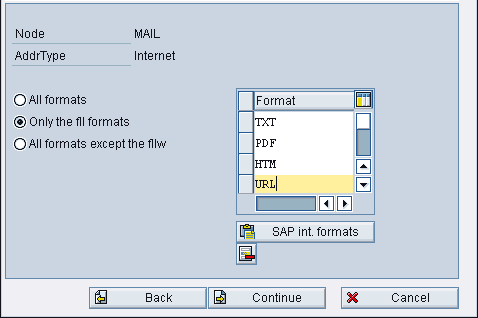 Node MAIL
AddrType Internet
All formats
Only the fll formats
All formats except the fllw
Format
TXT
PDF
HTM
URL
SAP int. formats
Back Continue Cancel